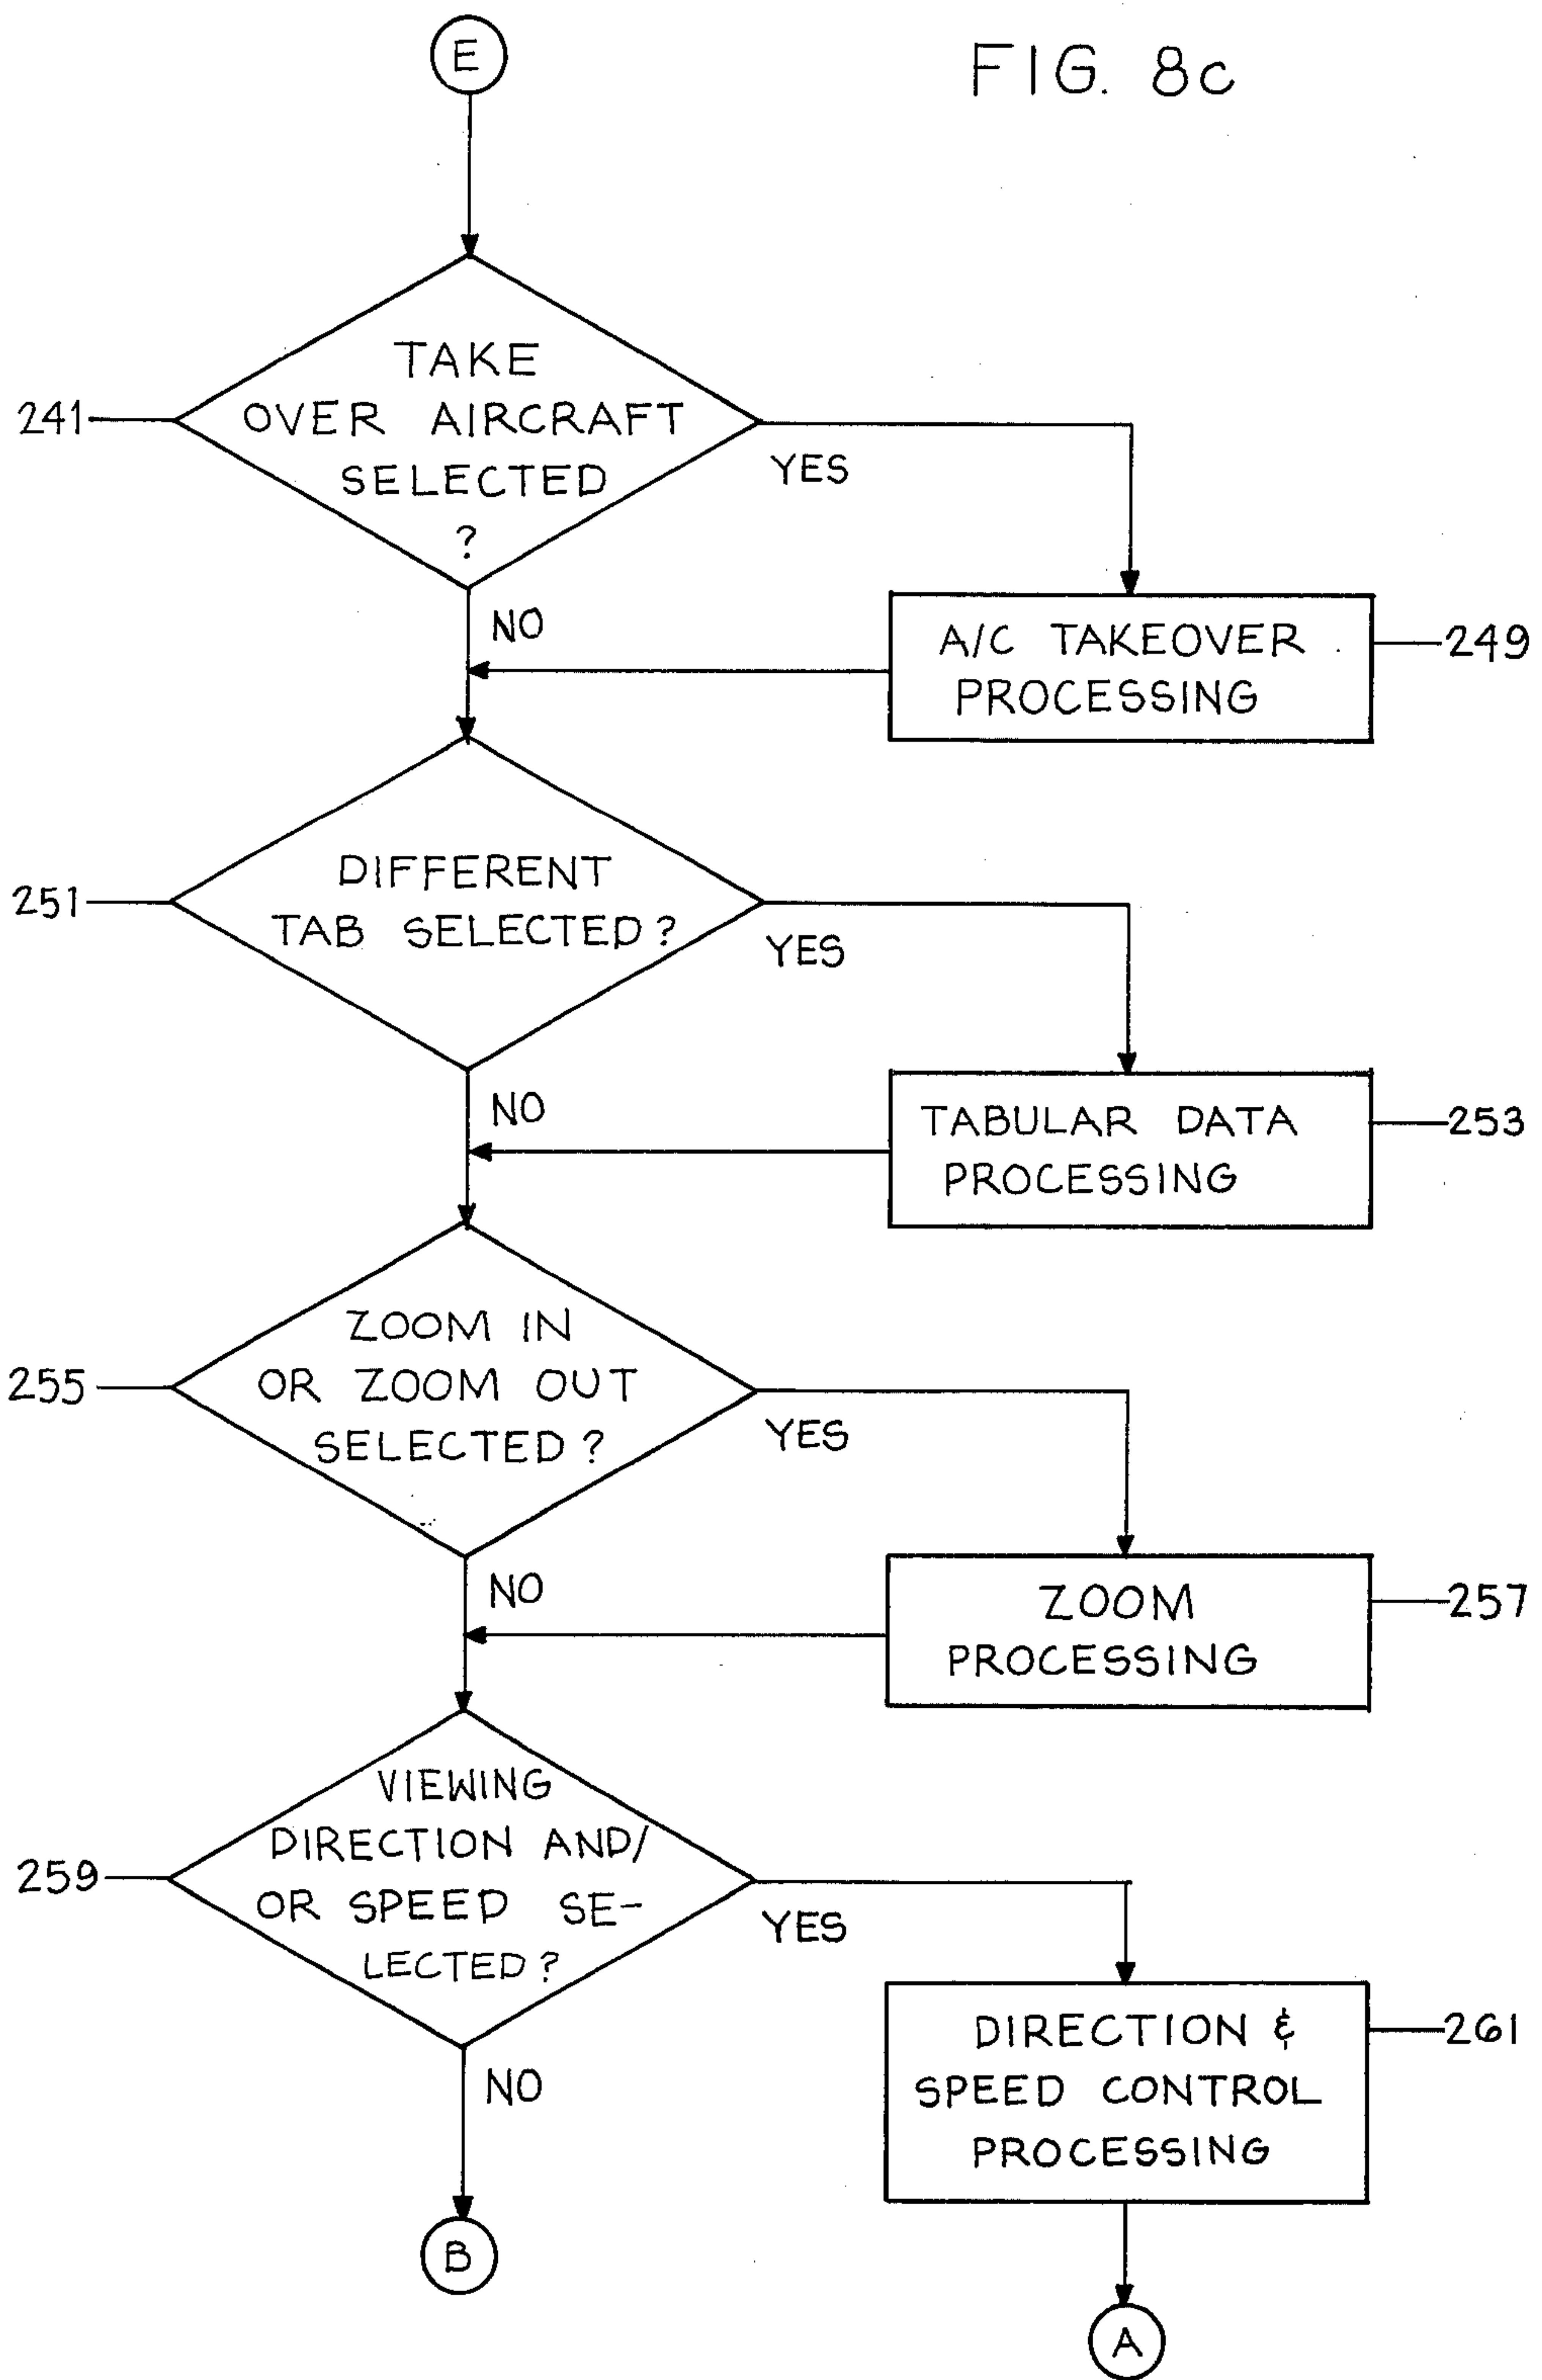 E
FIG. 8c
TAKE
OVER AIRCRAFT
SELECTED
?
241
YES
NO
A/C TAKEOVER
PROCESSING
249
DIFFERENT
TAB SELECTED?
251
YES
NO
TABULAR DATA
PROCESSING
253
ZOOM IN
OR ZOOM OUT
SELECTED?
255
YES
NO
ZOOM
PROCESSING
257
VIEWING
DIRECTION AND/
OR SPEED SE-
LECTED?
259
YES
NO
DIRECTION &
SPEED CONTROL
PROCESSING
261
B
A